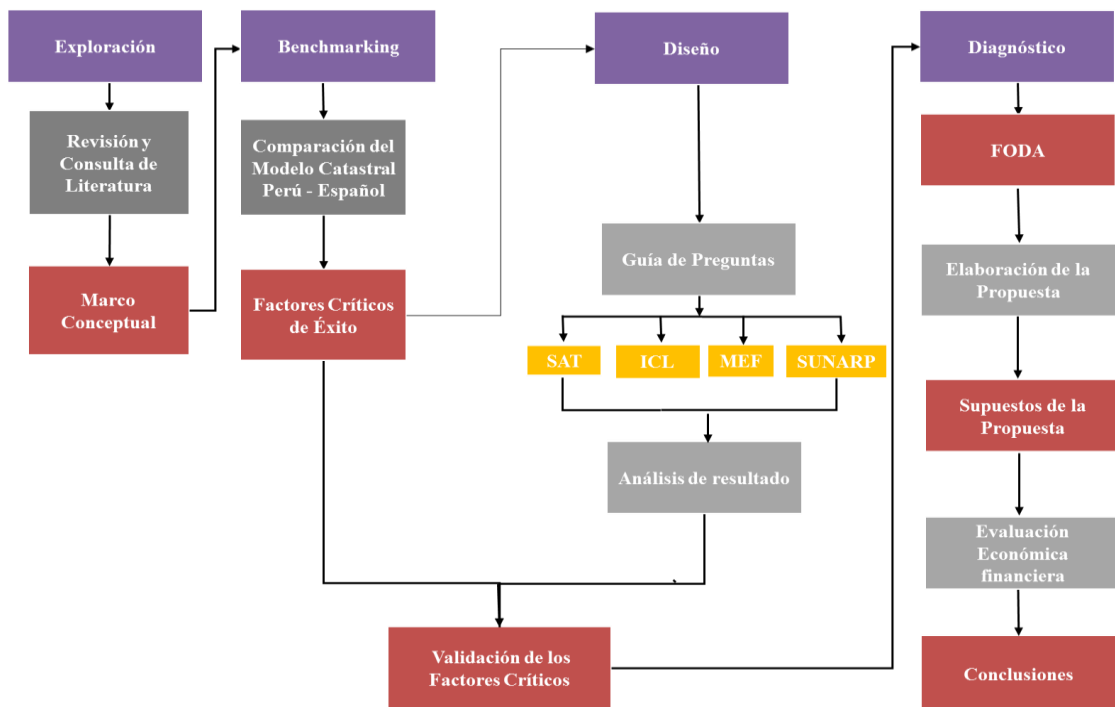 Exploración
Revisión y
Consulta de
Literatura
Marco
Conceptual
Benchmarking
Comparación del
Modelo Catastral
Perú - Español
Factores Críticos
de Éxito
Diseño
Guía de Preguntas
SAT
ICL
MEF
SUNARP
Análisis de resultado
Validación de los
Factores Críticos
Diagnóstico
FODA
Elaboración de la
Propuesta
Supuestos de la
Propuesta
Evaluación
Económica
financiera
Conclusiones